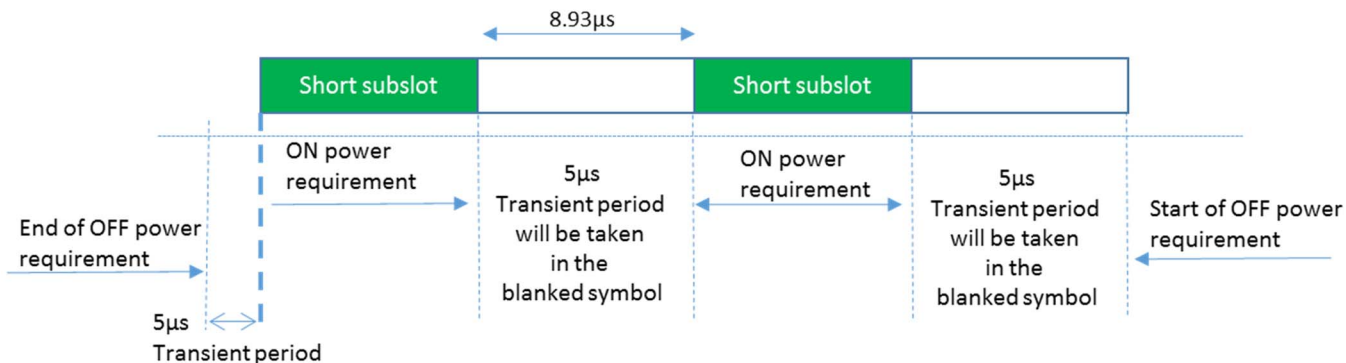 8.93µs
Short subslot
Short subslot
ON power
requirement
5µs
Transient period
will be taken
in the
blanked symbol
ON power
requirement
5µs
Transient period
will be taken
in the
blanked symbol
End of OFF power
requirement
Start of OFF power
requirement
5µs
Transient period